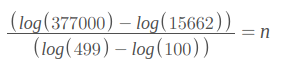 (log(377000) − log(15662))
(log(499) − log(100)) = n